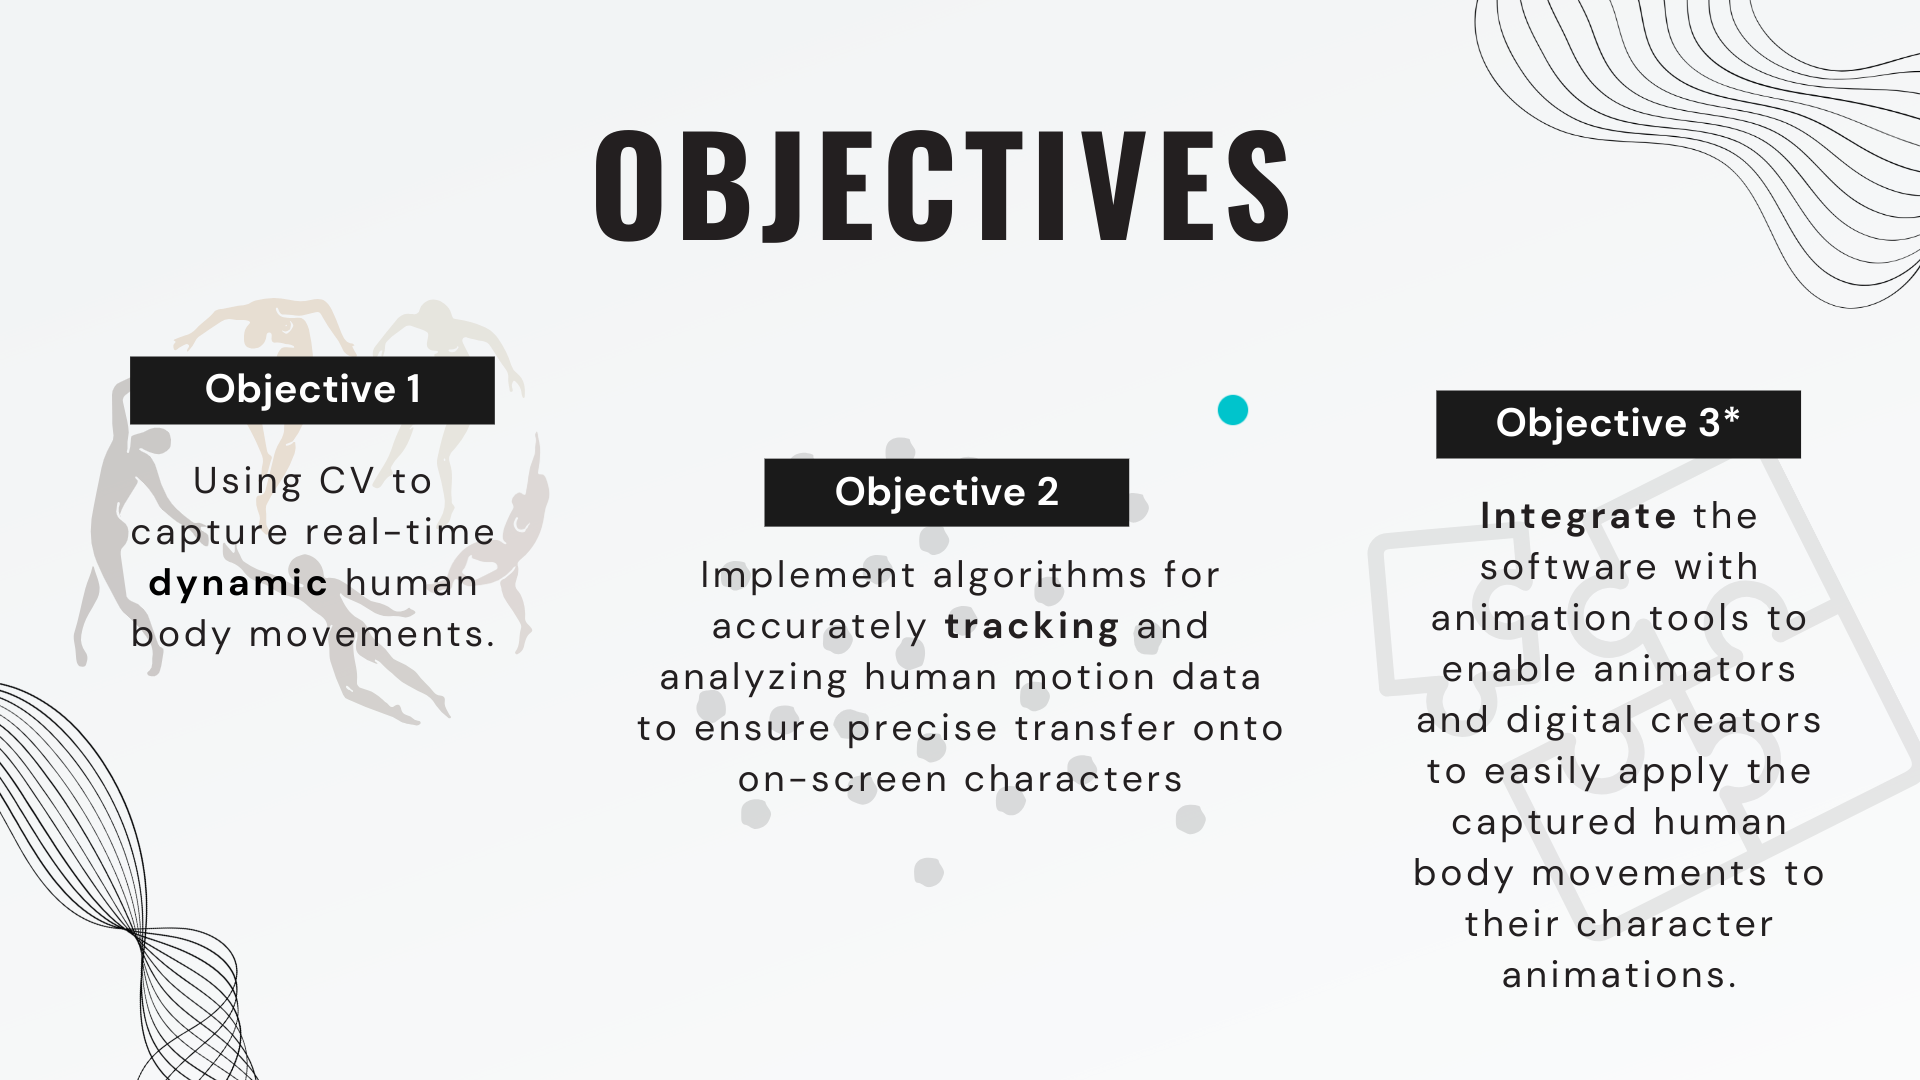 OBJECTIVES
Objective 1
Using CV to
capture real-time
dynamic human
body movements.
Objective 2
Implement algorithms for
accurately tracking and
analyzing human motion data
to ensure precise transfer onto
on-screen characters
Objective 3*
Integrate the
software with
animation tools to
enable animators
and digital creators
to easily apply the
captured human
body movements to
their character
animations.